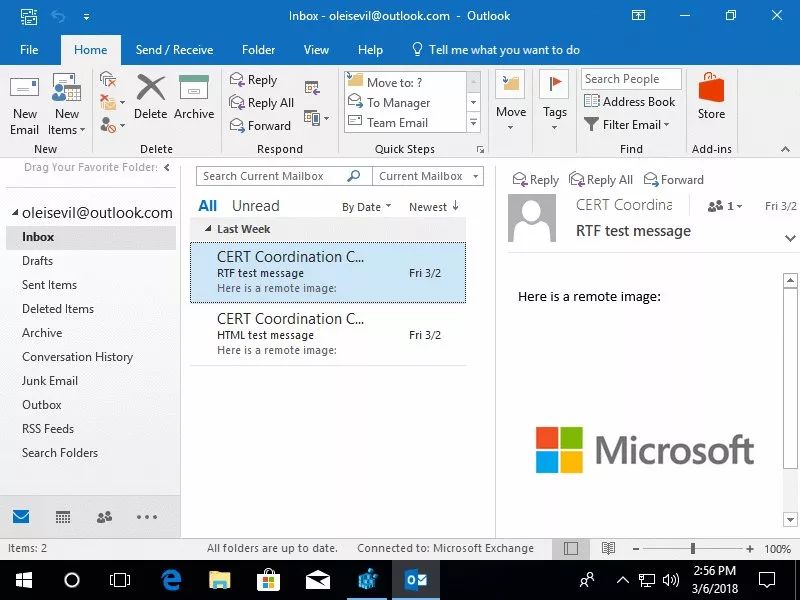 Inbox - oleisevil@outlook.com - Outlook
File Home Send / Receive Folder View Help Tell me what you want to do
New Email
New Items
New
Delete
Archive
Delete
Reply
Reply All
Forward
Respond
Move to: ?
To Manager
Team Email
Quick Steps
Move
Tags
Search People
Address Book
Filter Email
Find
Store
Add-ins
Drag Your Favorite Folders
oleisevil@outlook.com
Inbox
Drafts
Sent Items
Deleted Items
Archive
Conversation History
Junk Email
Outbox
RSS Feeds
Search Folders
Search Current Mailbox Current Mailbox
All Unread By Date Newest
Last Week
CERT Coordination C...
RTF test message Fri 3/2
Here is a remote image:
CERT Coordination C...
HTML test message Fri 3/2
Here is a remote image:
Reply Reply All Forward
CERT Coordina 1 Fri 3/2
RTF test message
Here is a remote image:
Microsoft
Items: 2 All folders are up to date. Connected to: Microsoft Exchange 100%
2:56 PM
3/6/2018